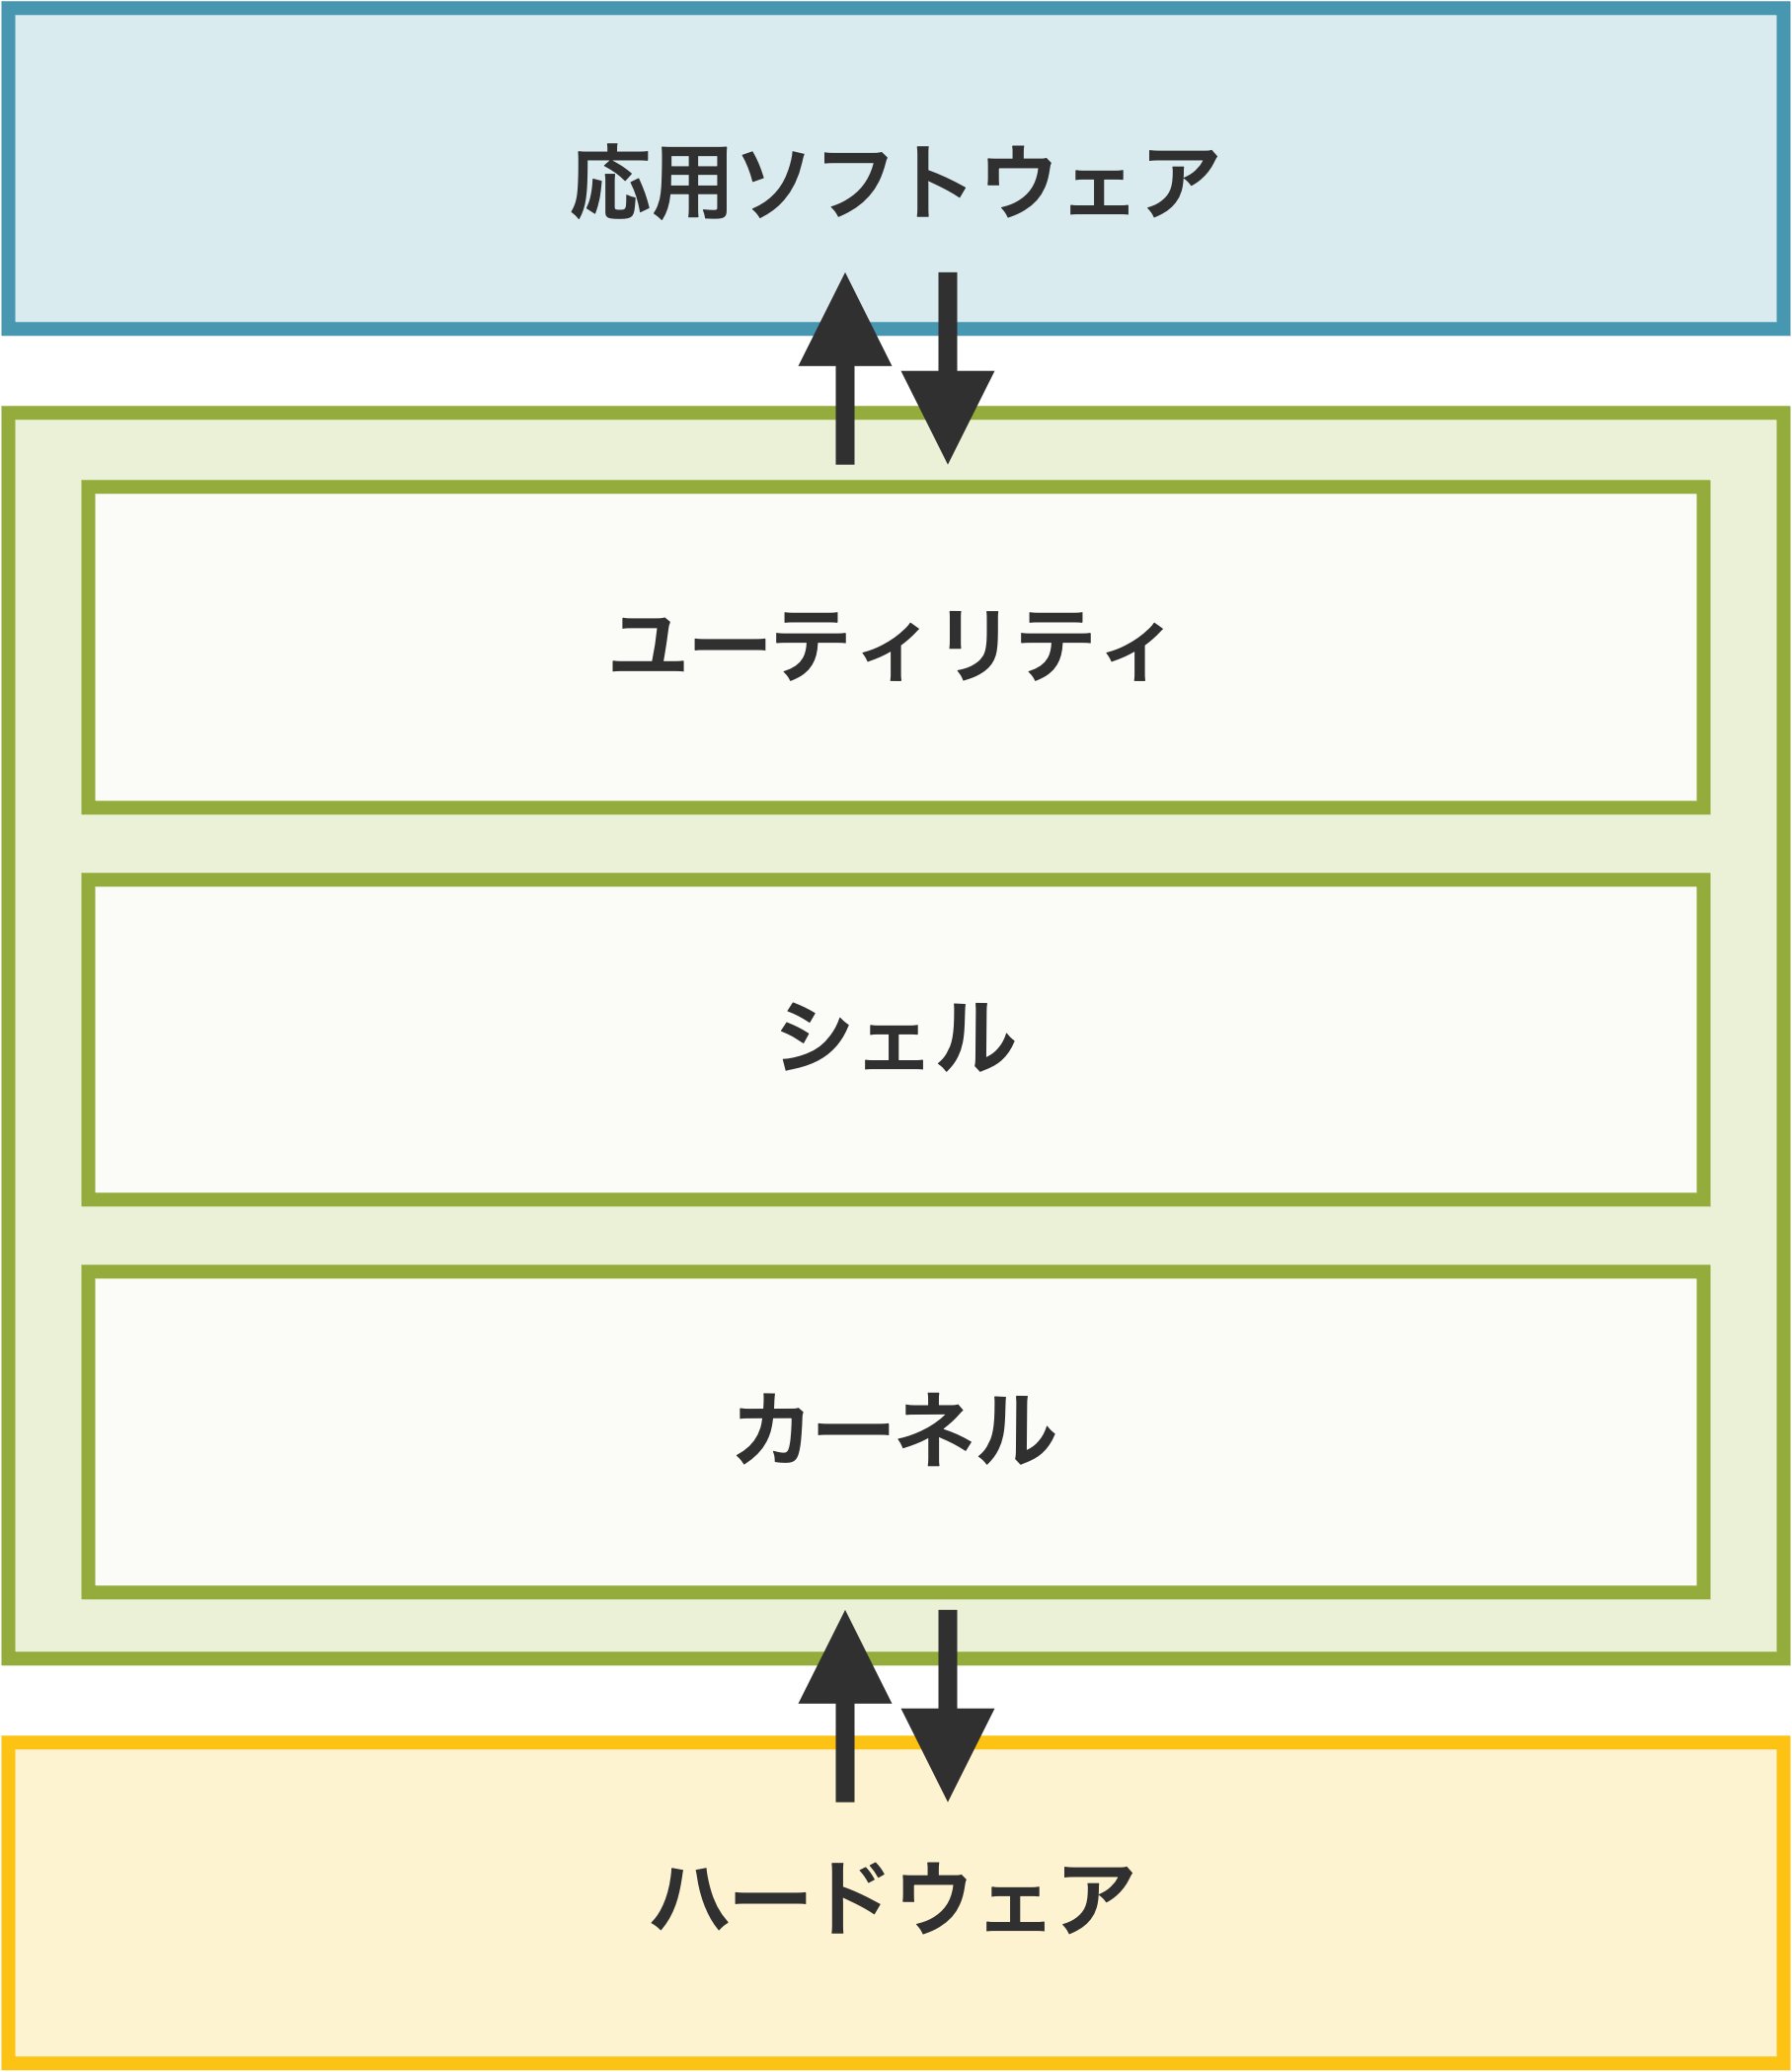 応用ソフトウェア
ユーティリティ
シェル
カーネル
ハードウェア